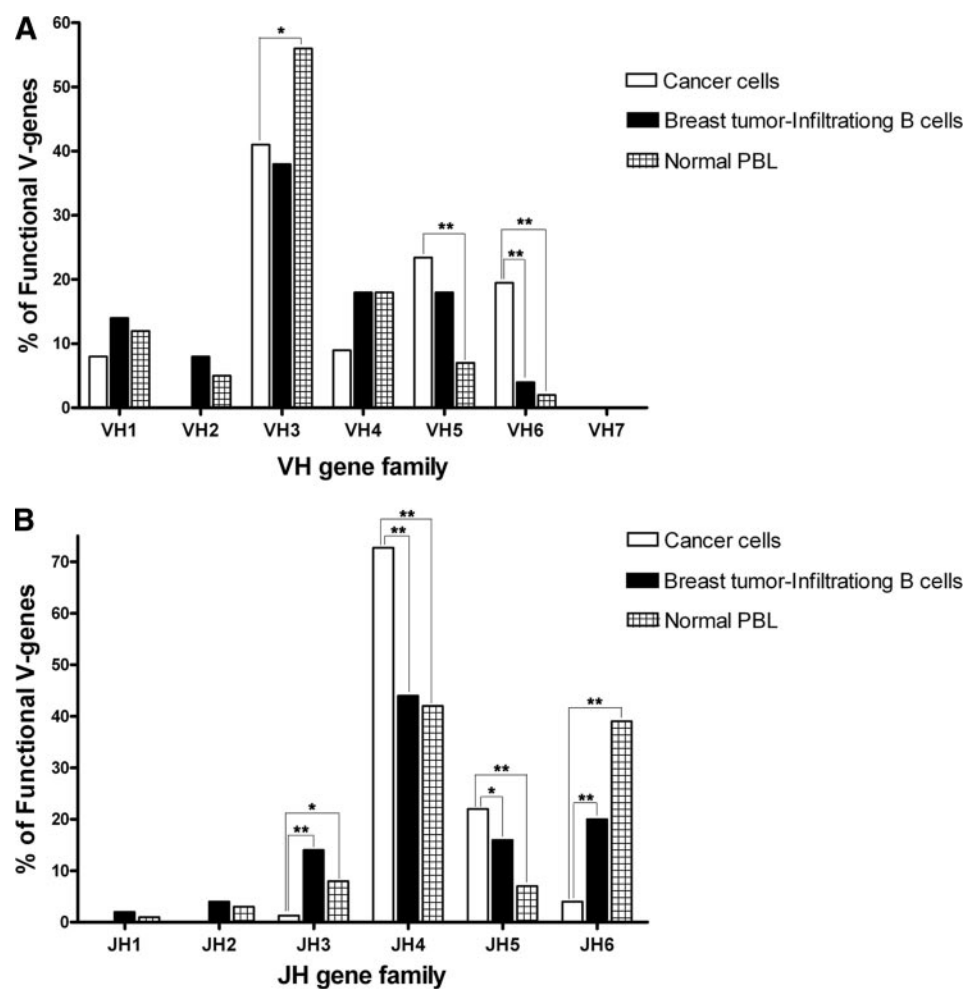 A
60
50
40
30
20
10
0
% of Functional V-genes
*
**
**
**
Cancer cells
Breast tumor-Infiltrationg B cells
Normal PBL
VH1 VH2 VH3 VH4 VH5 VH6 VH7
VH gene family
B
70
60
50
40
30
20
10
0
% of Functional V-genes
*
**
**
**
**
*
**
**
Cancer cells
Breast tumor-Infiltrationg B cells
Normal PBL
JH1 JH2 JH3 JH4 JH5 JH6
JH gene family